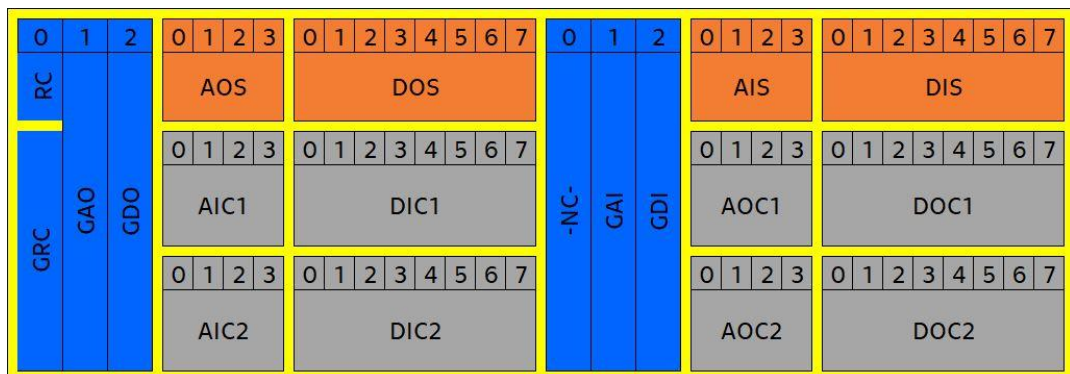 0 1 2 0 1 2 3 0 1 2 3 4 5 6 7 0 1 2 0 1 2 3 0 1 2 3 4 5 6 7
RC AOS DOS AIS DIS
0 1 2 3 0 1 2 3 4 5 6 7 0 1 2 3 0 1 2 3 4 5 6 7
GRC GAO GDO AIC1 DIC1 -NC- GAI GDI AOC1 DOC1
0 1 2 3 0 1 2 3 4 5 6 7 0 1 2 3 0 1 2 3 4 5 6 7
AIC2 DIC2 AOC2 DOC2